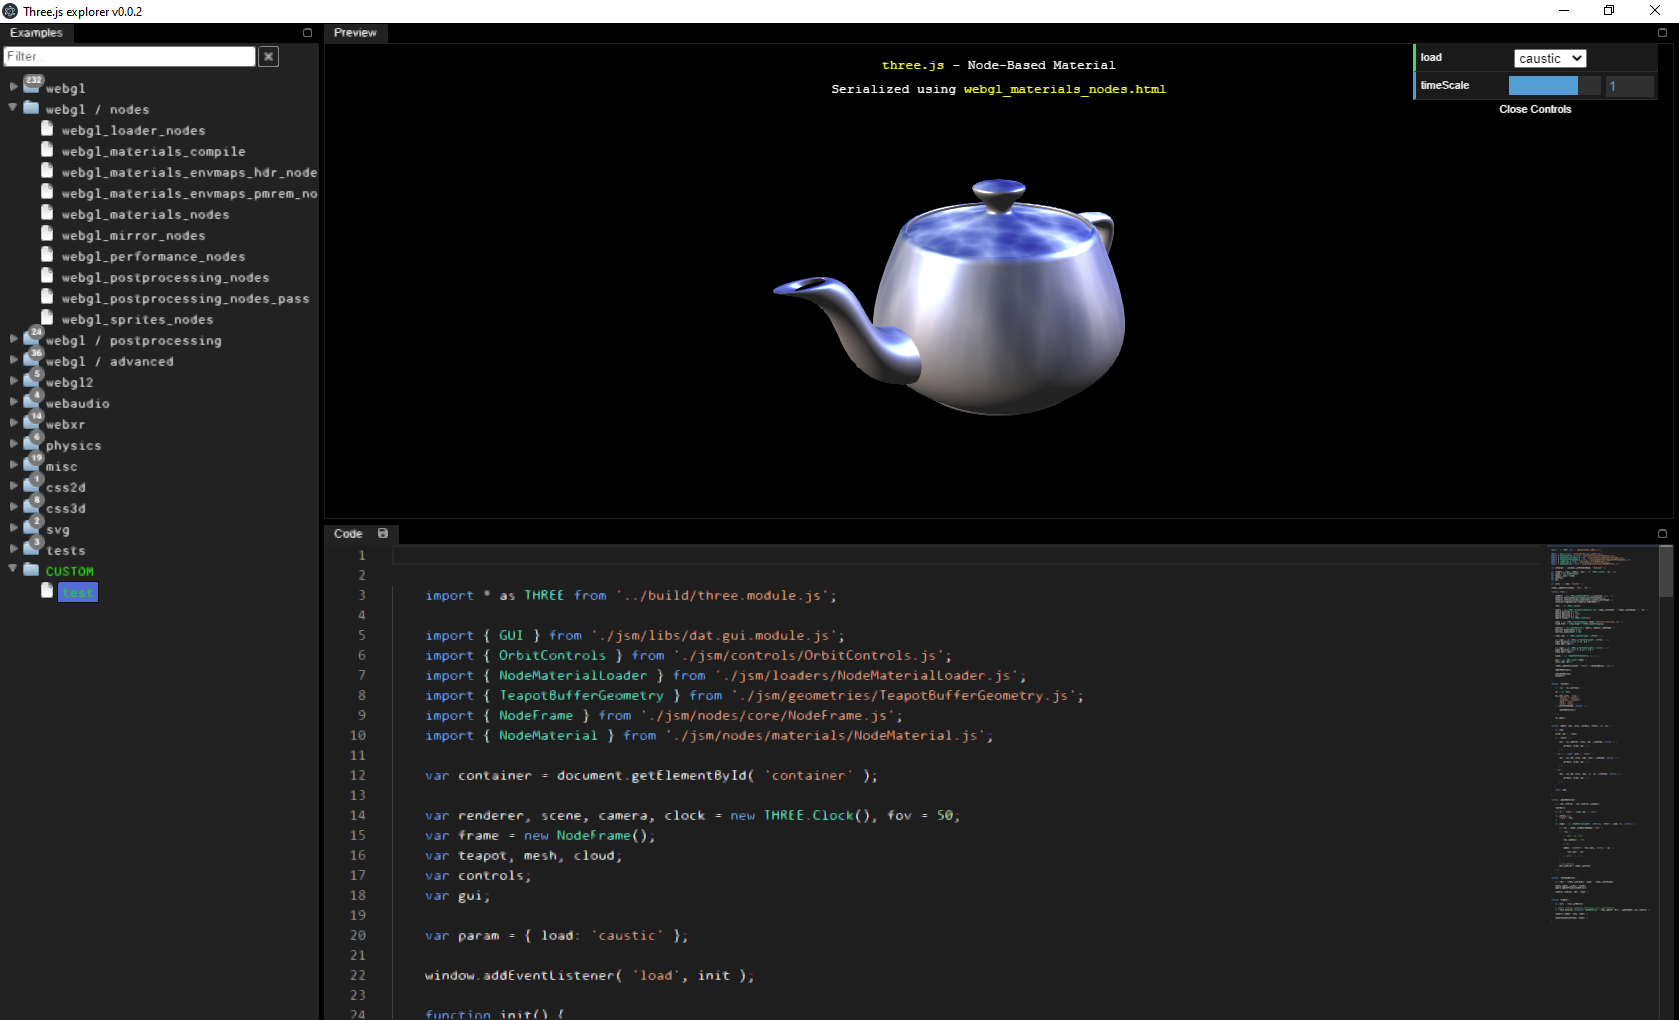 Three.js explorer v0.0.2
Examples
Filter...
232
webgl
webgl / nodes
webgl_loader_nodes
webgl_materials_compile
webgl_materials_envmaps_hdr_node
webgl_materials_envmaps_pmrem_no
webgl_materials_nodes
webgl_mirror_nodes
webgl_performance_nodes
webgl_postprocessing_nodes
webgl_postprocessing_nodes_pass
webgl_sprites_nodes
24
webgl / postprocessing
36
webgl / advanced
5
webgl2
4
webaudio
14
webxr
6
physics
19
misc
1
css2d
8
css3d
2
svg
3
tests
CUSTOM
test
Preview
three.js - Node-Based Material
Serialized using webgl_materials_nodes.html
load caustic
timeScale 1
Close Controls
Code
1
2
3 import * as THREE from '../build/three.module.js';
4
5 import { GUI } from './jsm/libs/dat.gui.module.js';
6 import { OrbitControls } from './jsm/controls/OrbitControls.js';
7 import { NodeMaterialLoader } from './jsm/loaders/NodeMaterialLoader.js';
8 import { TeapotBufferGeometry } from './jsm/geometries/TeapotBufferGeometry.js';
9 import { NodeFrame } from './jsm/nodes/core/NodeFrame.js';
10 import { NodeMaterial } from './jsm/nodes/materials/NodeMaterial.js';
11
12 var container = document.getElementById( 'container' );
13
14 var renderer, scene, camera, clock = new THREE.Clock(), fov = 50;
15 var frame = new NodeFrame();
16 var teapot, mesh, cloud;
17 var controls;
18 var gui;
19
20 var param = { load: 'caustic' };
21
22 window.addEventListener( 'load', init );
23
24 function init() {